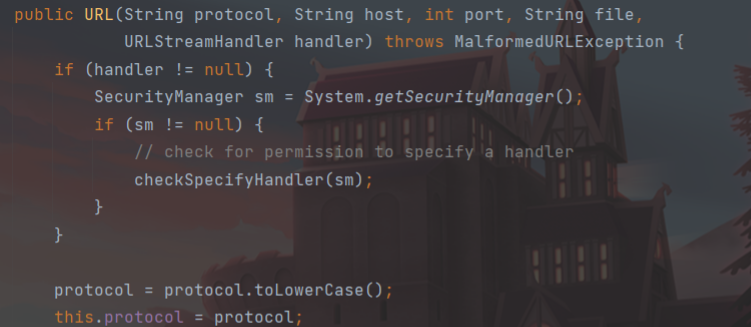 public URL(String protocol, String host, int port, String file,
           URLStreamHandler handler) throws MalformedURLException {
    if (handler != null) {
        SecurityManager sm = System.getSecurityManager();
        if (sm != null) {
            // check for permission to specify a handler
            checkSpecifyHandler(sm);
        }
    }

    protocol = protocol.toLowerCase();
    this.protocol = protocol;